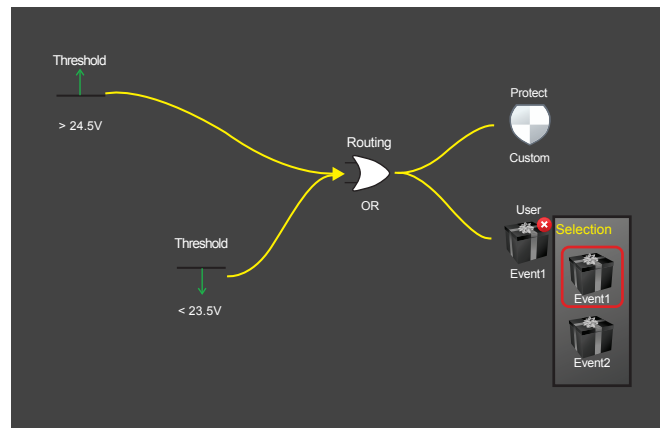 Threshold
> 24.5V
Threshold
< 23.5V
Routing
OR
Protect
Custom
User
Event1
Selection
Event1
Event2